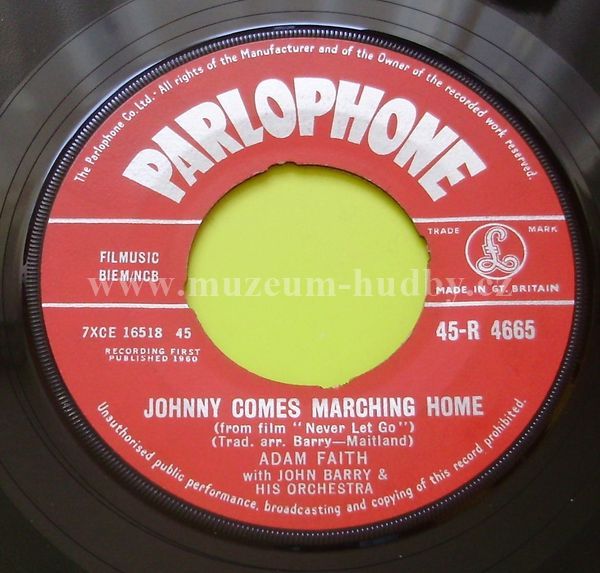 The Parlophone Co. Ltd. · All rights of the Manufacturer and of the Owner of the recorded work reserved.
PARLOPHONE
TRADE MARK
£
MADE IN GT. BRITAIN
FILMUSIC
BIEM/NCB
www.muzeum-hudby.cz
7XCE 16518 45
45-R 4665
RECORDING FIRST
PUBLISHED 1960
JOHNNY COMES MARCHING HOME
(from film "Never Let Go")
(Trad. arr. Barry—Maitland)
ADAM FAITH
with JOHN BARRY &
HIS ORCHESTRA
Unauthorised public performance, broadcasting and copying of this record prohibited.